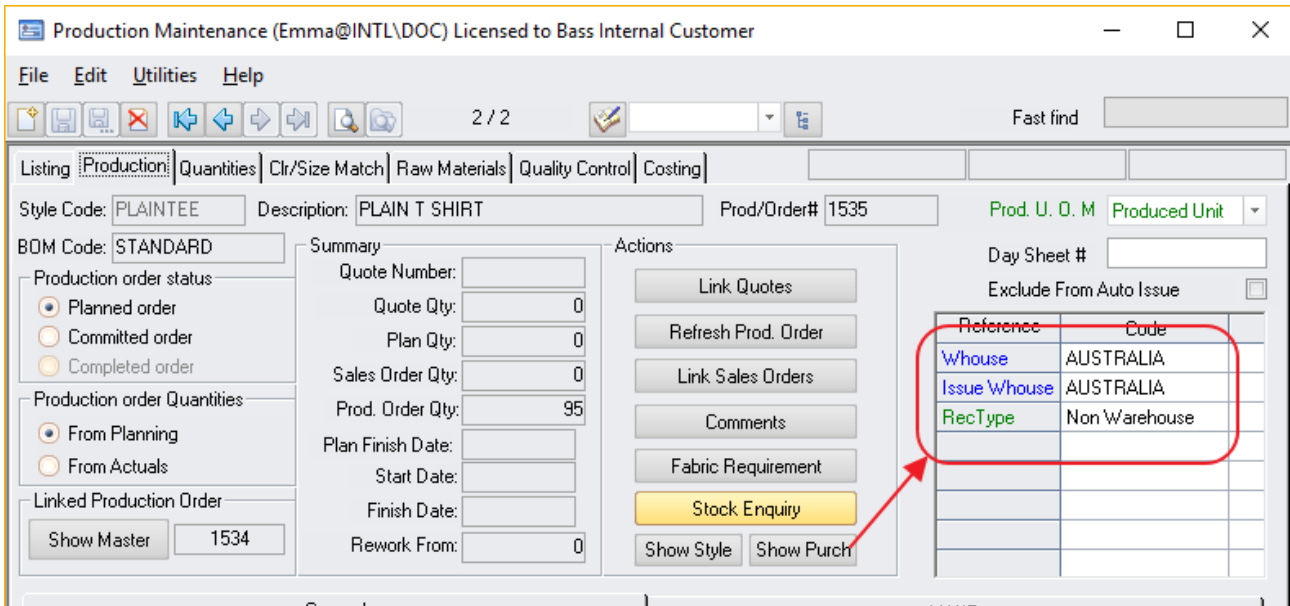 Production Maintenance (Emma@INTL\DOC) Licensed to Bass Internal Customer
File Edit Utilities Help
2 / 2 Fast find
Listing Production Quantities Clr/Size Match Raw Materials Quality Control Costing
Style Code: PLAINTEE Description: PLAIN T SHIRT Prod/Order# 1535 Prod. U. O. M Produced Unit
BOM Code: STANDARD
Production order status
Planned order
Committed order
Completed order
Production order Quantities
From Planning
From Actuals
Linked Production Order
Show Master 1534
Summary
Quote Number:
Quote Qty: 0
Plan Qty: 0
Sales Order Qty: 0
Prod. Order Qty: 95
Plan Finish Date:
Start Date:
Finish Date:
Rework From: 0
Actions
Link Quotes
Refresh Prod. Order
Link Sales Orders
Comments
Fabric Requirement
Stock Enquiry
Show Style Show Purch
Day Sheet #
Exclude From Auto Issue
Reference Code
Whouse AUSTRALIA
Issue Whouse AUSTRALIA
RecType Non Warehouse